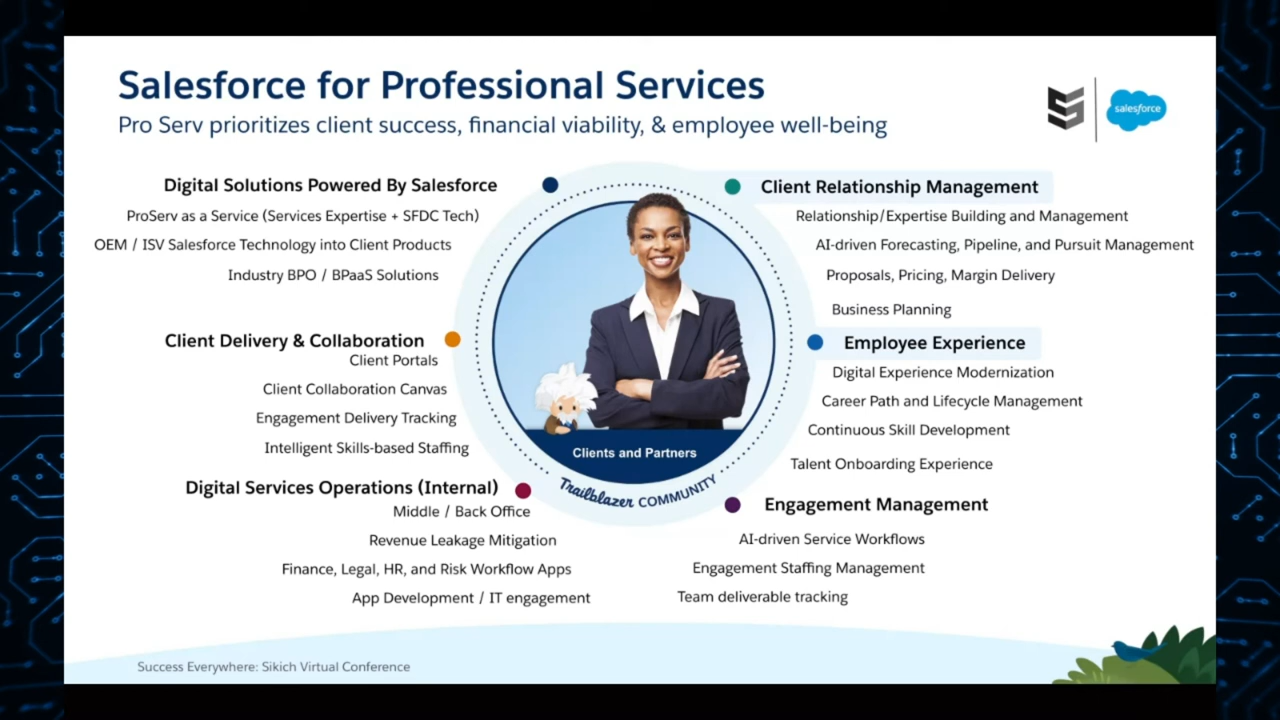 Salesforce for Professional Services
Pro Serv prioritizes client success, financial viability, & employee well-being
salesforce
Digital Solutions Powered By Salesforce
ProServ as a Service (Services Expertise + SFDC Tech)
OEM / ISV Salesforce Technology into Client Products
Industry BPO / BPaaS Solutions
Client Delivery & Collaboration
Client Portals
Client Collaboration Canvas
Engagement Delivery Tracking
Intelligent Skills-based Staffing
Digital Services Operations (Internal)
Middle / Back Office
Revenue Leakage Mitigation
Finance, Legal, HR, and Risk Workflow Apps
App Development / IT engagement
Clients and Partners
Trailblazer COMMUNITY
Client Relationship Management
Relationship/Expertise Building and Management
AI-driven Forecasting, Pipeline, and Pursuit Management
Proposals, Pricing, Margin Delivery
Business Planning
Employee Experience
Digital Experience Modernization
Career Path and Lifecycle Management
Continuous Skill Development
Talent Onboarding Experience
Engagement Management
AI-driven Service Workflows
Engagement Staffing Management
Team deliverable tracking
Success Everywhere: Sikich Virtual Conference